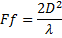 Ff = 2D²/λ